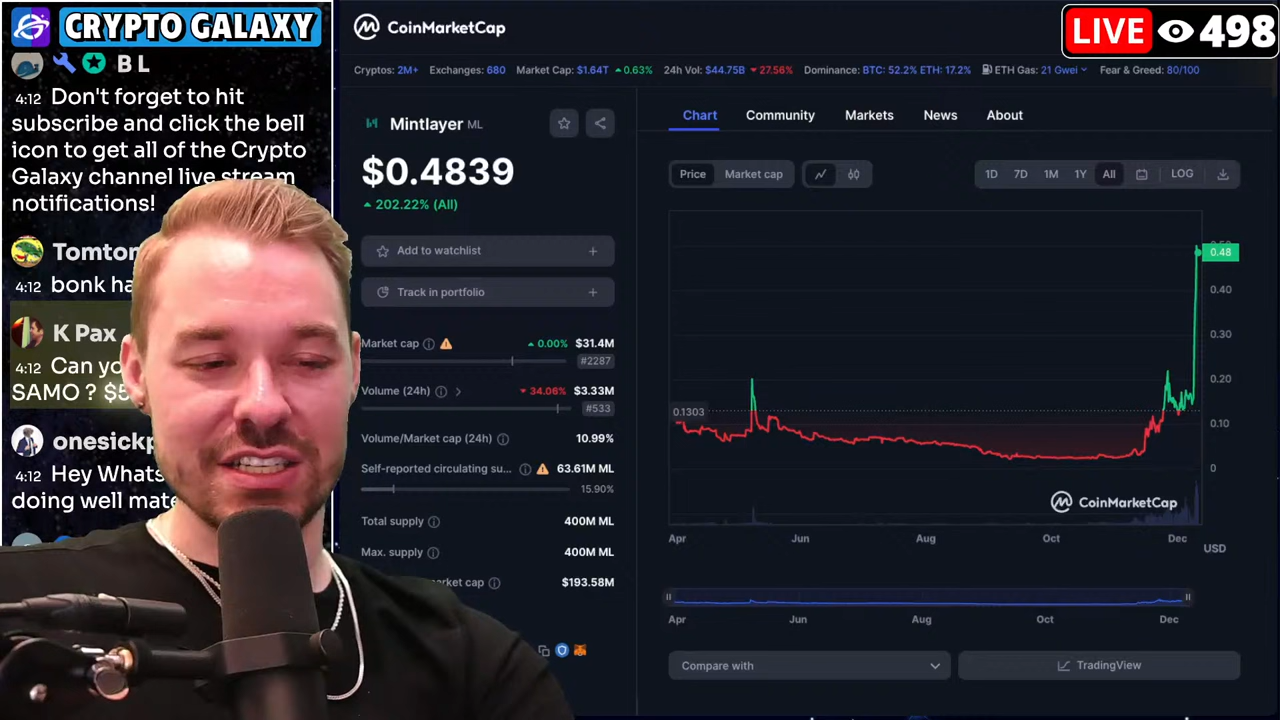 CRYPTO GALAXY
B L
4:12 Don't forget to hit
subscribe and click the bell
icon to get all of the Crypto
Galaxy channel live stream
notifications!
4:12 bonk
K Pax
4:12 Can
SAMO ?
4:12 Hey
doing well
CoinMarketCap
LIVE 498
Cryptos: 2M+ Exchanges: 680 Market Cap: $1.64T 0.63% 24h Vol: $44.75B 27.56% Dominance: BTC: 52.2% ETH: 17.2% ETH Gas: 21 Gwei Fear & Greed: 80/100
Mintlayer ML
$0.4839
202.22% (All)
Add to watchlist +
Track in portfolio +
Market cap 0.00% $31.4M
#2287
Volume (24h) 34.06% $3.33M
#533
Volume/Market cap (24h) 10.99%
Self-reported circulating su... 63.61M ML
15.90%
Total supply 400M ML
Max. supply 400M ML
market cap $193.58M
Chart Community Markets News About
Price Market cap 1D 7D 1M 1Y All LOG
0.48
0.40
0.30
0.20
0.1303
0.10
0
CoinMarketCap
Apr Jun Aug Oct Dec
USD
Apr Jun Aug Oct Dec
Compare with
TradingView